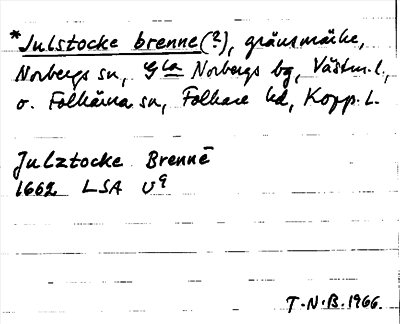 *Julstocke brenne(?), gränsmärke,
Norbergs sn, Gla Norbergs bg, Västm. l.,
o. Folkärna sn, Folkare hd, Kopp. l.
Julztocke Brennē
1662 LSA U9
T.N.B. 1966.